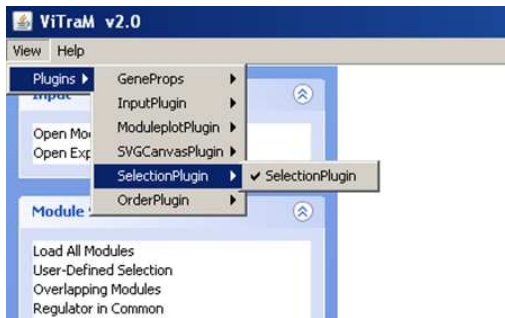 ViTraM v2.0
View Help
Plugins
GeneProps
InputPlugin
ModuleplotPlugin
SVGCanvasPlugin
SelectionPlugin
SelectionPlugin
OrderPlugin
Input
Open Mo
Open Exp
Module
Load All Modules
User-Defined Selection
Overlapping Modules
Regulator in Common